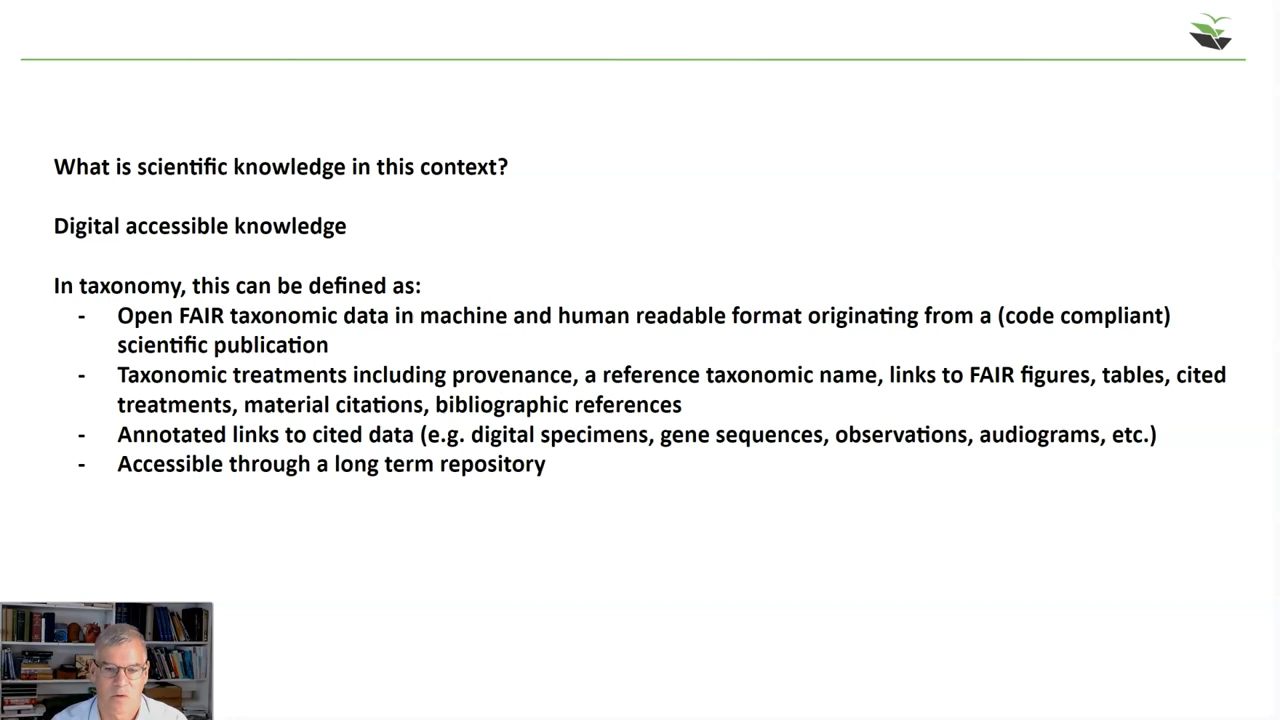 What is scientific knowledge in this context?
Digital accessible knowledge
In taxonomy, this can be defined as:
- Open FAIR taxonomic data in machine and human readable format originating from a (code compliant)
scientific publication
- Taxonomic treatments including provenance, a reference taxonomic name, links to FAIR figures, tables, cited
treatments, material citations, bibliographic references
- Annotated links to cited data (e.g. digital specimens, gene sequences, observations, audiograms, etc.)
- Accessible through a long term repository